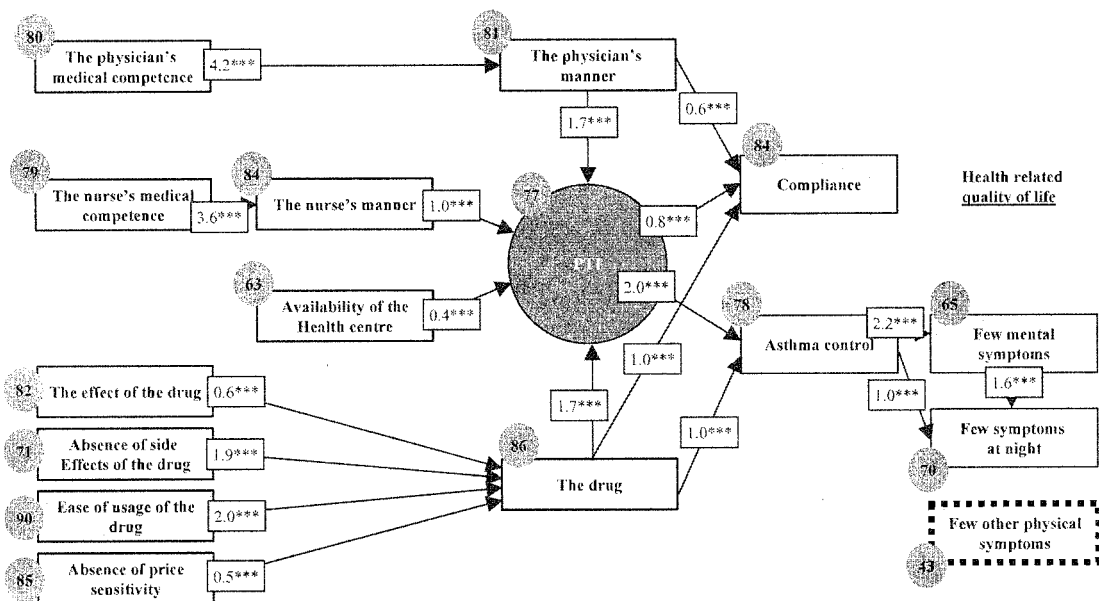 80
The physician's
medical competence
4.2***
81
The physician's
manner
1.7***
0.6***
84
Compliance
Health related
quality of life
79
The nurse's medical
competence
3.6***
84
The nurse's manner
1.0***
77
0.8***
2.0***
63
Availability of the
Health centre
0.4***
78
Asthma control
2.2***
65
Few mental
symptoms
1.6***
1.0***
Few symptoms
at night
70
82
The effect of the drug
0.6***
71
Absence of side
Effects of the drug
1.9***
90
Ease of usage of the
drug
2.0***
85
Absence of price
sensitivity
0.5***
86
The drug
1.7***
1.0***
1.0***
Few other physical
symptoms
43